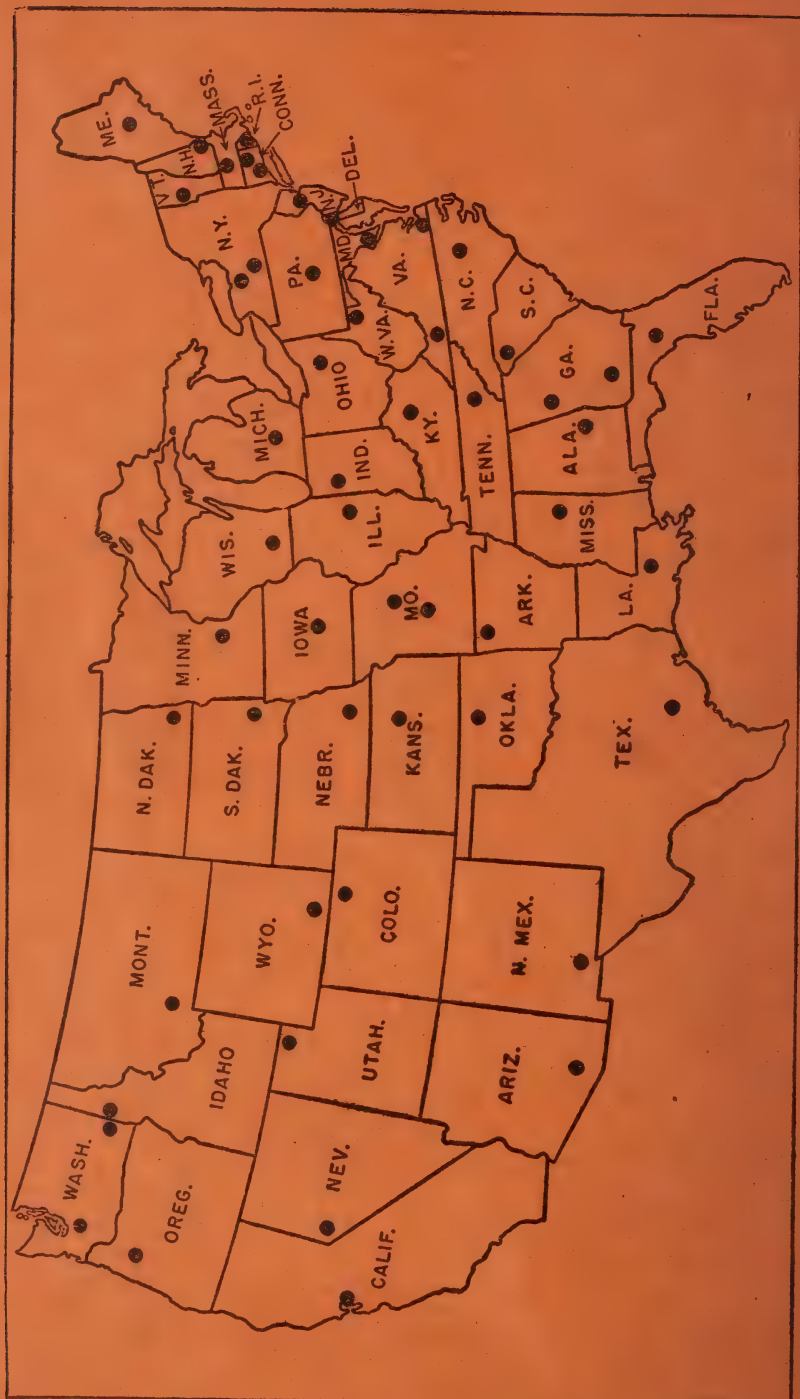 WASH.
OREG.
CALIF.
NEV.
IDAHO
MONT.
WYO.
UTAH.
ARIZ.
COLO.
N. MEX.
N. DAK.
S. DAK.
NEBR.
KANS.
OKLA.
TEX.
MINN.
IOWA
MO.
ARK.
LA.
WIS.
ILL.
MISS.
MICH.
IND.
OHIO
KY.
TENN.
ALA.
GA.
FLA.
S.C.
N.C.
VA.
W.VA.
MD.
DEL.
PA.
N.J.
N.Y.
VT.
N.H.
ME.
MASS.
R.I.
CONN.